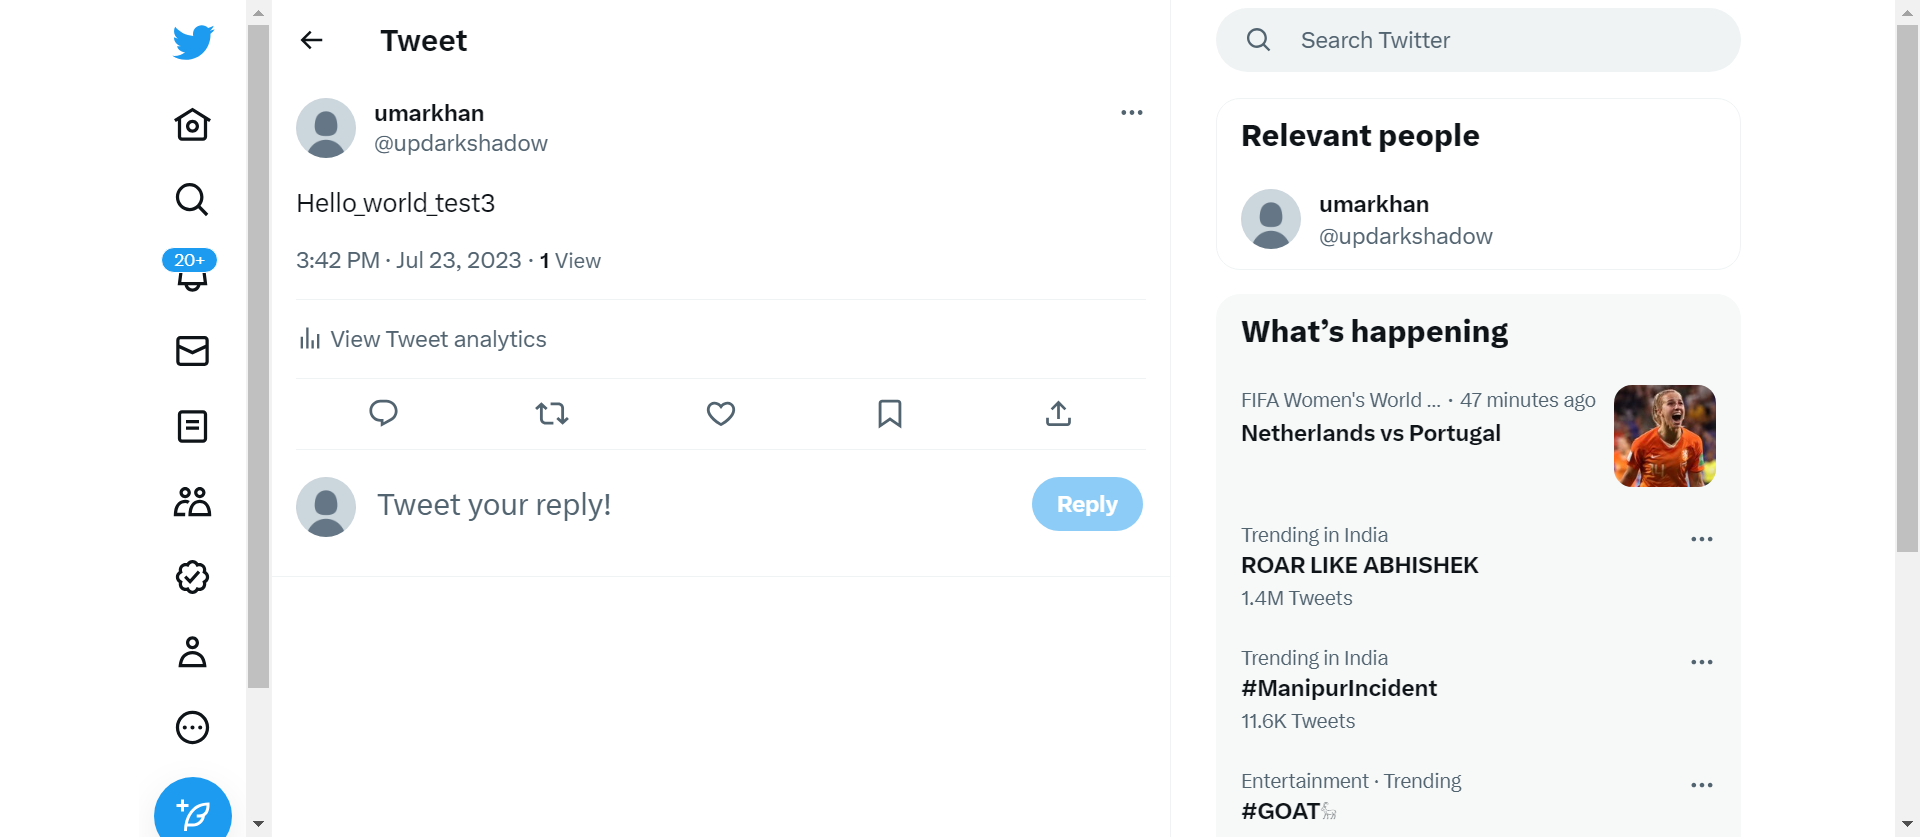 Tweet
umarkhan
@updarkshadow
Hello_world_test3
3:42 PM · Jul 23, 2023 · 1 View
View Tweet analytics
Tweet your reply!
Reply
20+
Search Twitter
Relevant people
umarkhan
@updarkshadow
What’s happening
FIFA Women's World ... · 47 minutes ago
Netherlands vs Portugal
14
Trending in India
ROAR LIKE ABHISHEK
1.4M Tweets
Trending in India
#ManipurIncident
11.6K Tweets
Entertainment · Trending
#GOAT🐐